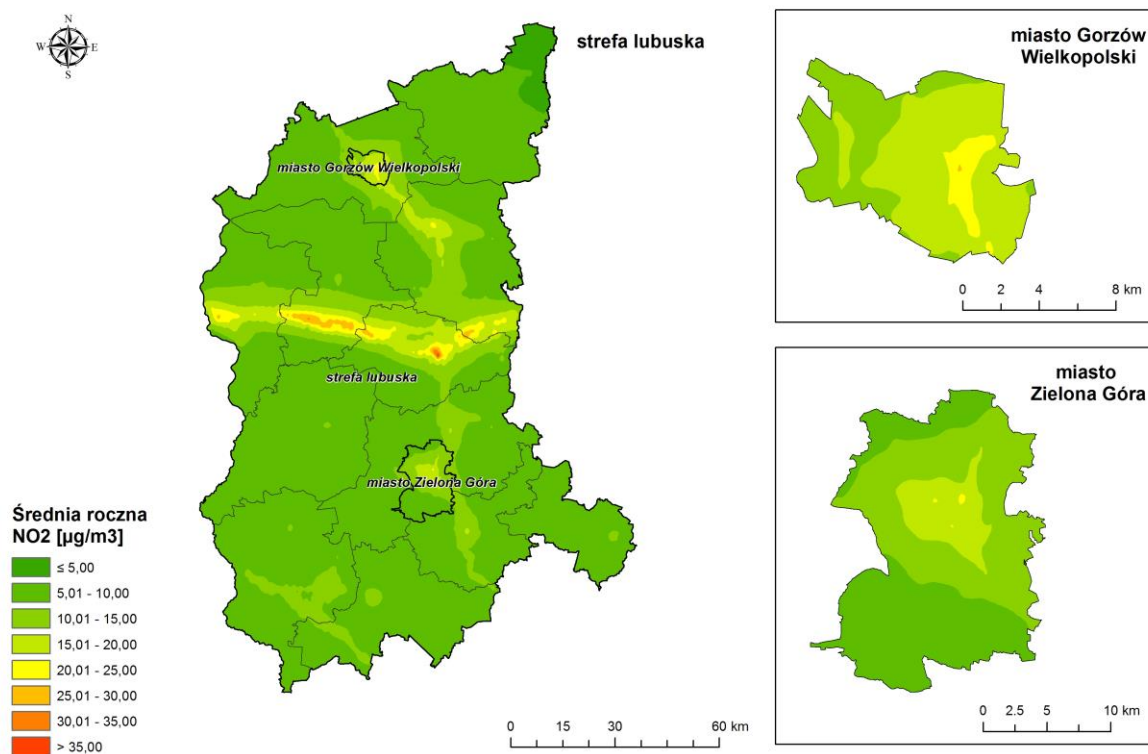 N
W E
S
strefa lubuska
miasto Gorzów Wielkopolski
strefa lubuska
miasto Zielona Góra
Średnia roczna
NO2 [µg/m3]
≤ 5,00
5,01 - 10,00
10,01 - 15,00
15,01 - 20,00
20,01 - 25,00
25,01 - 30,00
30,01 - 35,00
> 35,00
0 15 30 60 km
miasto Gorzów
Wielkopolski
0 2 4 8 km
miasto
Zielona Góra
0 2.5 5 10 km